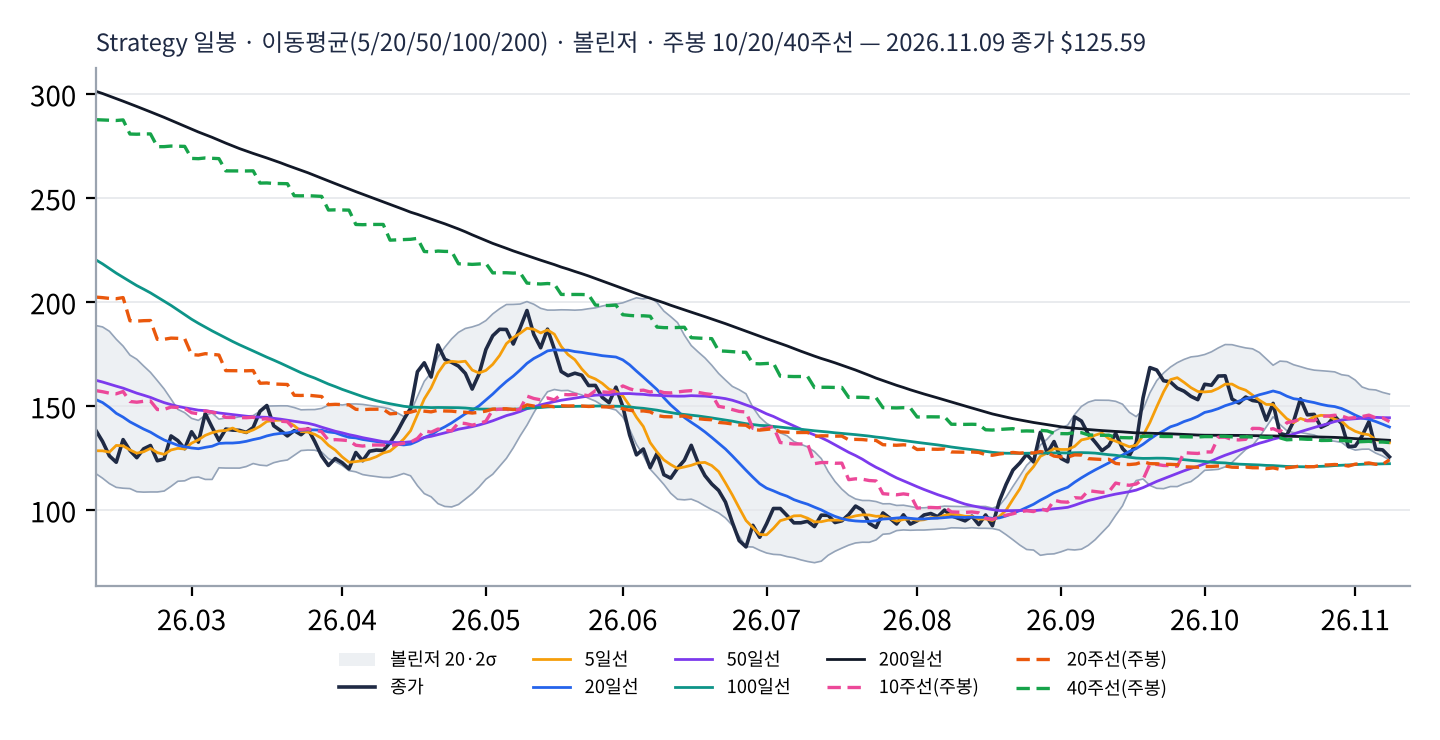 Strategy 일봉 · 이동평균(5/20/50/100/200) · 볼린저 · 주봉 10/20/40주선 — 2026.11.09 종가 $125.59
300
250
200
150
100
26.03 26.04 26.05 26.06 26.07 26.08 26.09 26.10 26.11
볼린저 20·2σ 5일선 50일선 200일선 20주선(주봉)
종가 20일선 100일선 10주선(주봉) 40주선(주봉)